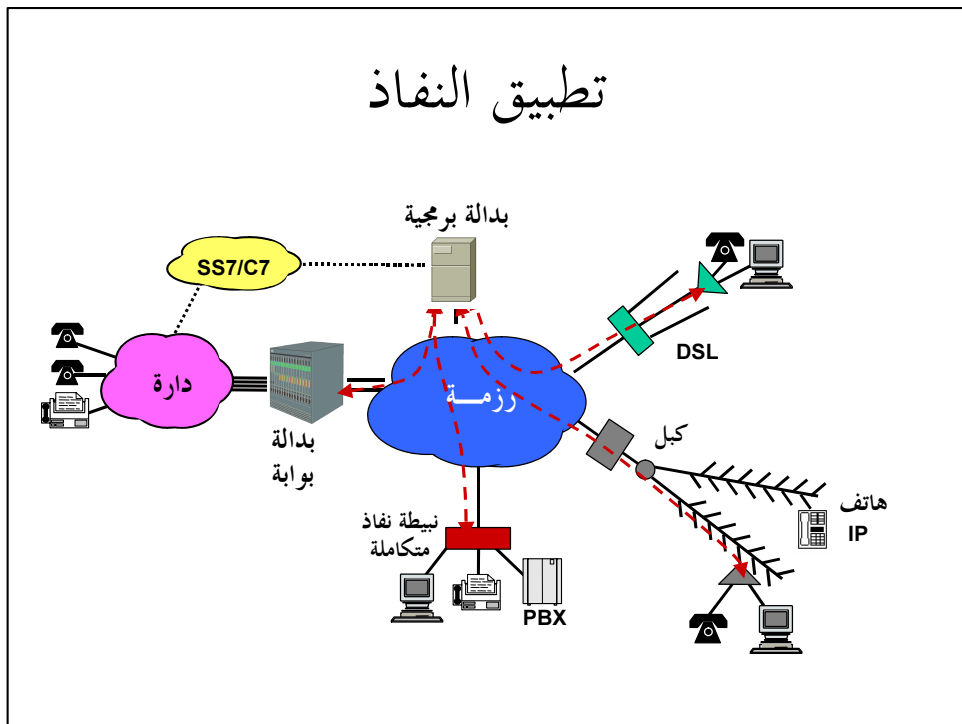 تطبيق النفاذ
بدالة برمجية
SS7/C7
DSL
دارة
رزمـــة
بدالة
بوابة
كبل
هاتف
IP
نبيطة نفاذ
متكاملة
PBX